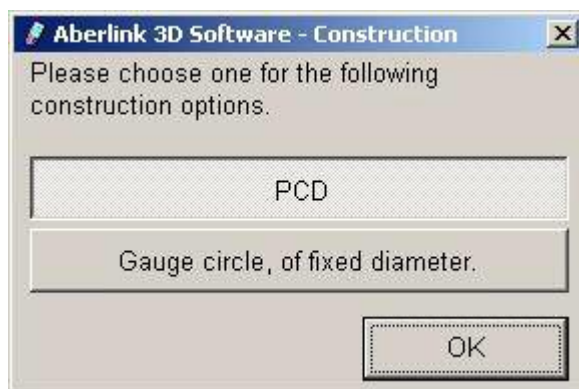 Aberlink 3D Software - Construction
Please choose one for the following
construction options.
PCD
Gauge circle, of fixed diameter.
OK